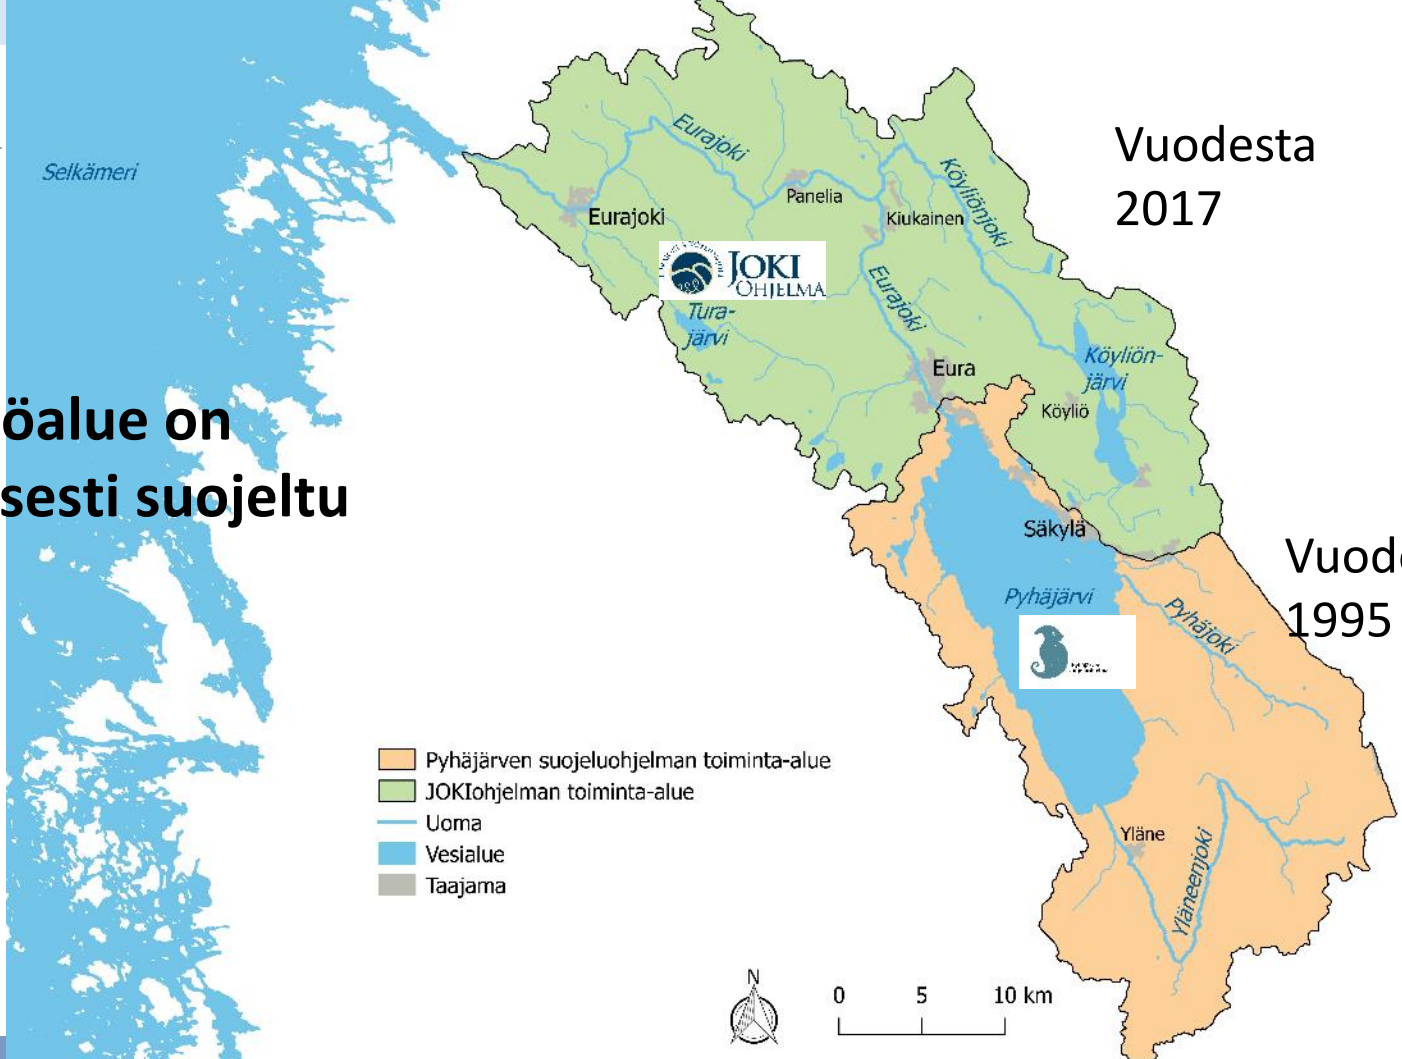 Selkämeri
Eurajoki
Köyliönjoki
Vuodesta
2017
Panelia
Eurajoki
Kiukainen
JOKI
OHJELMA
Eurajoki
Tura-
järvi
Eura
Köyliön-
järvi
Köyliö
öalue on
sesti suojeltu
Säkylä
Vuod
1995
Pyhäjärvi
Pyhäjoki
Pyhäjärven suojeluohjelman toiminta-alue
JOKIohjelman toiminta-alue
Uoma
Vesialue
Taajama
Yläne
Yläneenjoki
N
0 5 10 km